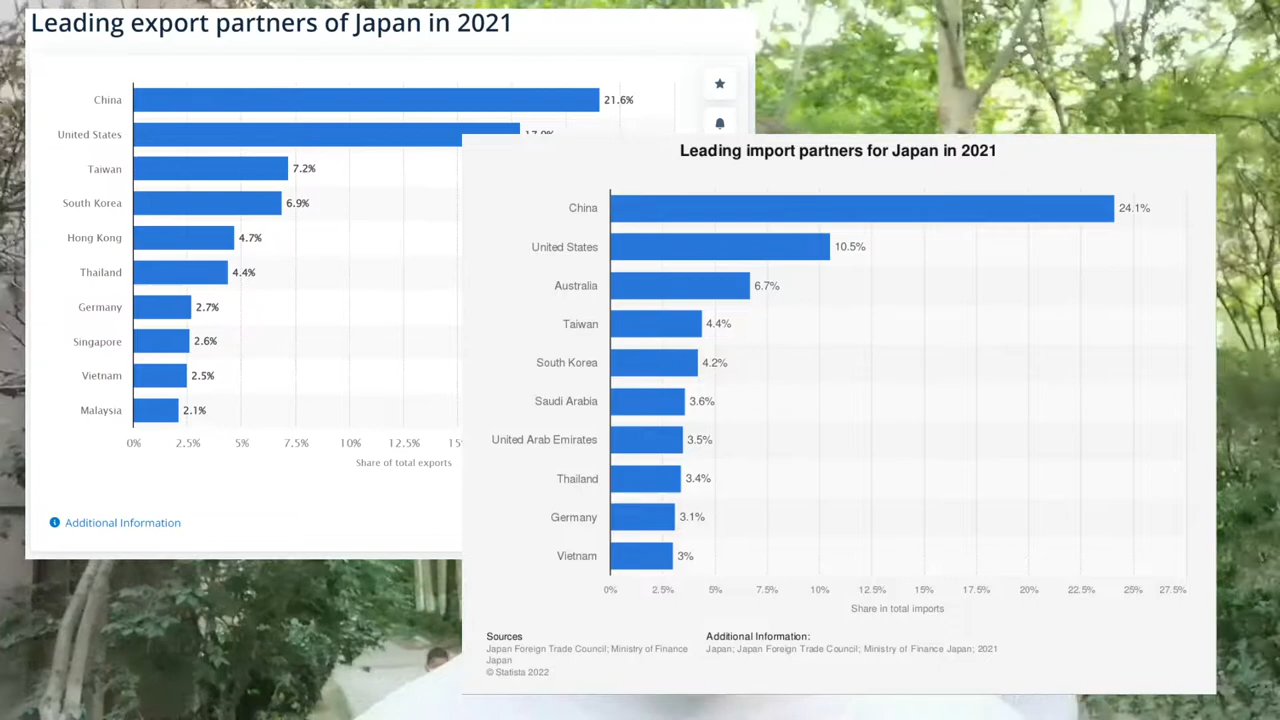 Leading export partners of Japan in 2021
China 21.6%
United States
Taiwan 7.2%
South Korea 6.9%
Hong Kong 4.7%
Thailand 4.4%
Germany 2.7%
Singapore 2.6%
Vietnam 2.5%
Malaysia 2.1%
0% 2.5% 5% 7.5% 10% 12.5% 15
Share of total exports
Additional Information
Leading import partners for Japan in 2021
China 24.1%
United States 10.5%
Australia 6.7%
Taiwan 4.4%
South Korea 4.2%
Saudi Arabia 3.6%
United Arab Emirates 3.5%
Thailand 3.4%
Germany 3.1%
Vietnam 3%
0% 2.5% 5% 7.5% 10% 12.5% 15% 17.5% 20% 22.5% 25% 27.5%
Share in total imports
Sources
Japan Foreign Trade Council; Ministry of Finance
Japan
© Statista 2022
Additional Information:
Japan; Japan Foreign Trade Council; Ministry of Finance Japan; 2021